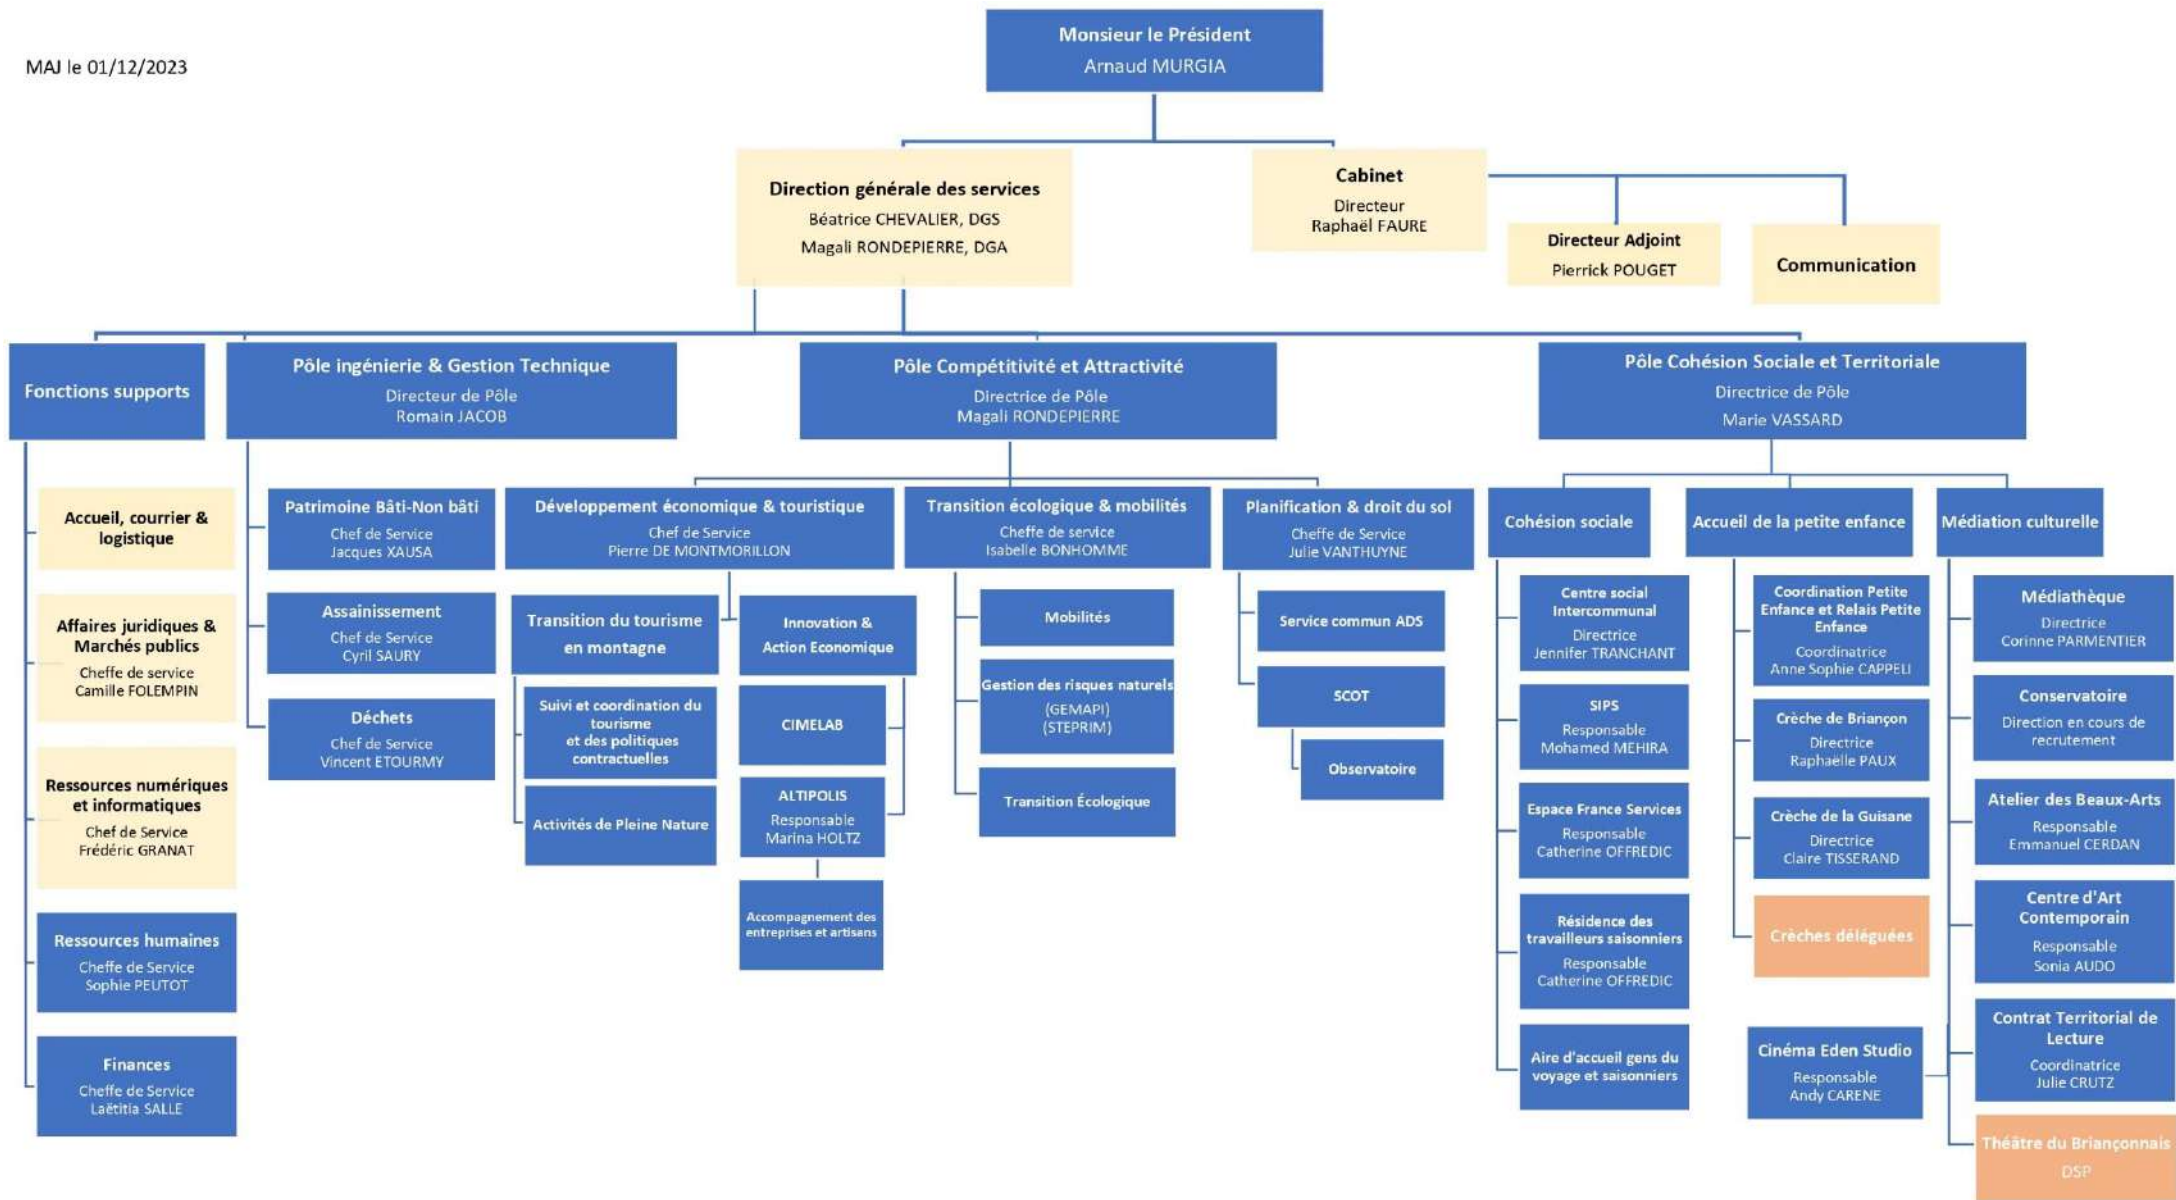 MAJ le 01/12/2023
Monsieur le Président
Arnaud MURGIA
Direction générale des services
Béatrice CHEVALIER, DGS
Magali RONDEPIERRE, DGA
Cabinet
Directeur
Raphaël FAURE
Directeur Adjoint
Pierrick POUGET
Communication
Fonctions supports
Pôle ingénierie & Gestion Technique
Directeur de Pôle
Romain JACOB
Pôle Compétitivité et Attractivité
Directrice de Pôle
Magali RONDEPIERRE
Pôle Cohésion Sociale et Territoriale
Directrice de Pôle
Marie VASSARD
Accueil, courrier &
logistique
Affaires juridiques &
Marchés publics
Cheffe de service
Camille FOLEMPIN
Ressources numériques
et informatiques
Chef de Service
Frédéric GRANAT
Ressources humaines
Cheffe de Service
Sophie PEUTOT
Finances
Cheffe de Service
Laëtitia SALLE
Patrimoine Bâti-Non bâti
Chef de Service
Jacques XAUSA
Assainissement
Chef de Service
Cyril SAURY
Déchets
Chef de Service
Vincent ETOURMY
Développement économique & touristique
Chef de Service
Pierre DE MONTMORILLON
Transition du tourisme
en montagne
Suivi et coordination du
tourisme
et des politiques
contractuelles
Activités de Pleine Nature
Innovation &
Action Economique
CIMELAB
ALTIPOLIS
Responsable
Marina HOLTZ
Accompagnement des
entreprises et artisans
Transition écologique & mobilités
Cheffe de service
Isabelle BONHOMME
Mobilités
Gestion des risques naturels
(GEMAPI)
(STEPRIM)
Transition Écologique
Planification & droit du sol
Cheffe de Service
Julie VANTHUYNE
Service commun ADS
SCOT
Observatoire
Cohésion sociale
Centre social
Intercommunal
Directrice
Jennifer TRANCHANT
SIPS
Responsable
Mohamed MEHIRA
Espace France Services
Responsable
Catherine OFFREDIC
Résidence des
travailleurs saisonniers
Responsable
Catherine OFFREDIC
Aire d'accueil gens du
voyage et saisonniers
Accueil de la petite enfance
Coordination Petite
Enfance et Relais Petite
Enfance
Coordinatrice
Anne Sophie CAPPELI
Crèche de Briançon
Directrice
Raphaëlle PAUX
Crèche de la Guisane
Directrice
Claire TISSERAND
Crèches déléguées
Cinéma Eden Studio
Responsable
Andy CARENE
Médiation culturelle
Médiathèque
Directrice
Corinne PARMENTIER
Conservatoire
Direction en cours de
recrutement
Atelier des Beaux-Arts
Responsable
Emmanuel CERDAN
Centre d'Art
Contemporain
Responsable
Sonia AUDO
Contrat Territorial de
Lecture
Coordinatrice
Julie CRUTZ
Théâtre du Briançonnais
DSP